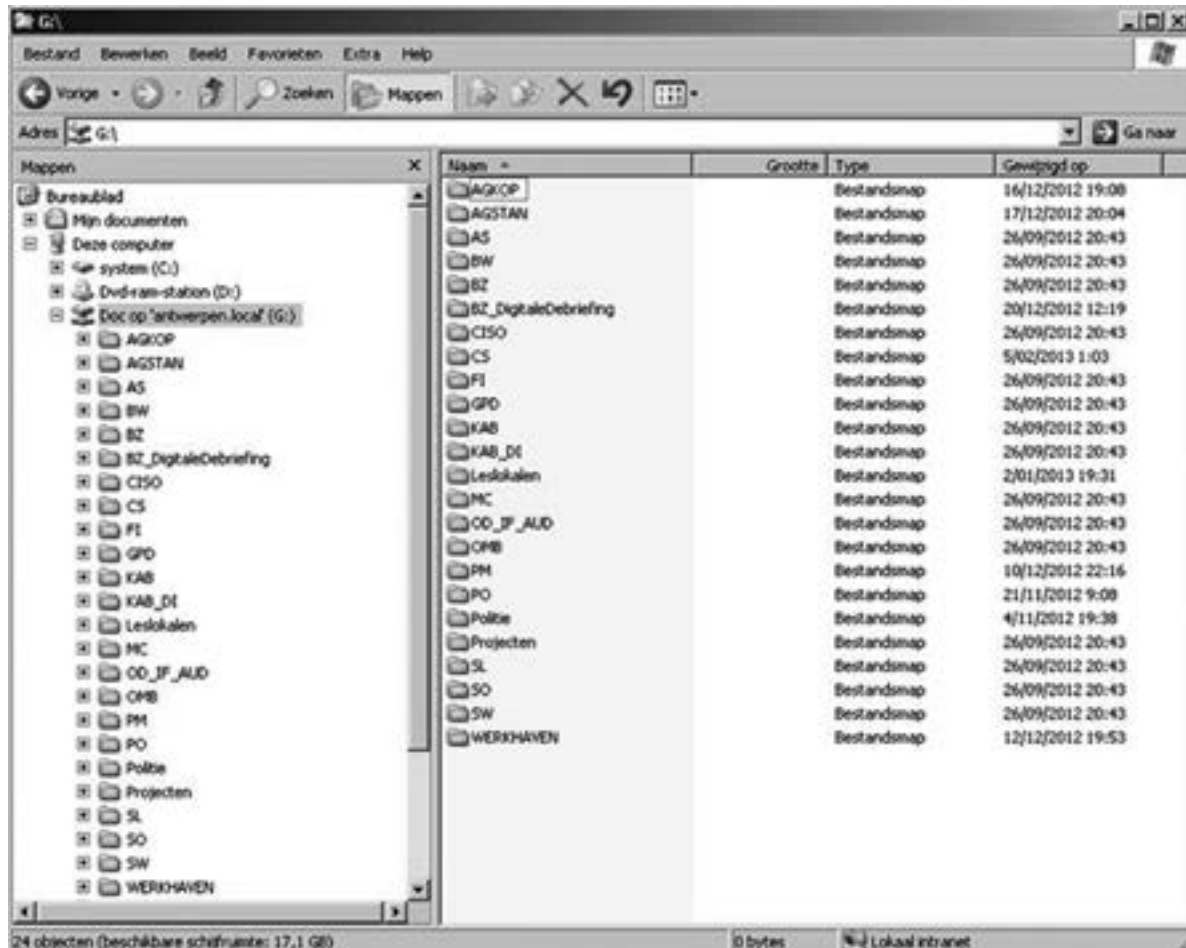 G:\
Bestand Bewerken Beeld Favorieten Extra Help
Vorige Zoeken Mappen
Adres G:\ Ga naar
Mappen
Bureaublad
Mijn documenten
Deze computer
system (C:)
Dvd-ram-station (D:)
Doc op 'antwerpen.local' (G:)
AGKOP
AGSTAN
AS
BW
BZ
BZ_DigitaleDebriefing
CISO
CS
FI
GPD
KAB
KAB_DI
Leslokalen
MC
OD_IF_AUD
OMB
PM
PO
Politie
Projecten
SL
SO
SW
WERKHAVEN
Naam Grootte Type Gewijzigd op
AGKOP Bestandsmap 16/12/2012 19:08
AGSTAN Bestandsmap 17/12/2012 20:04
AS Bestandsmap 26/09/2012 20:43
BW Bestandsmap 26/09/2012 20:43
BZ Bestandsmap 26/09/2012 20:43
BZ_DigitaleDebriefing Bestandsmap 20/12/2012 12:19
CISO Bestandsmap 26/09/2012 20:43
CS Bestandsmap 5/02/2013 1:03
FI Bestandsmap 26/09/2012 20:43
GPD Bestandsmap 26/09/2012 20:43
KAB Bestandsmap 26/09/2012 20:43
KAB_DI Bestandsmap 26/09/2012 20:43
Leslokalen Bestandsmap 2/01/2013 19:31
MC Bestandsmap 26/09/2012 20:43
OD_IF_AUD Bestandsmap 26/09/2012 20:43
OMB Bestandsmap 26/09/2012 20:43
PM Bestandsmap 10/12/2012 22:16
PO Bestandsmap 21/11/2012 9:08
Politie Bestandsmap 4/11/2012 19:38
Projecten Bestandsmap 26/09/2012 20:43
SL Bestandsmap 26/09/2012 20:43
SO Bestandsmap 26/09/2012 20:43
SW Bestandsmap 26/09/2012 20:43
WERKHAVEN Bestandsmap 12/12/2012 19:53
24 objecten (beschikbare schijfruimte: 17,1 GB) 0 bytes Lokaal intranet